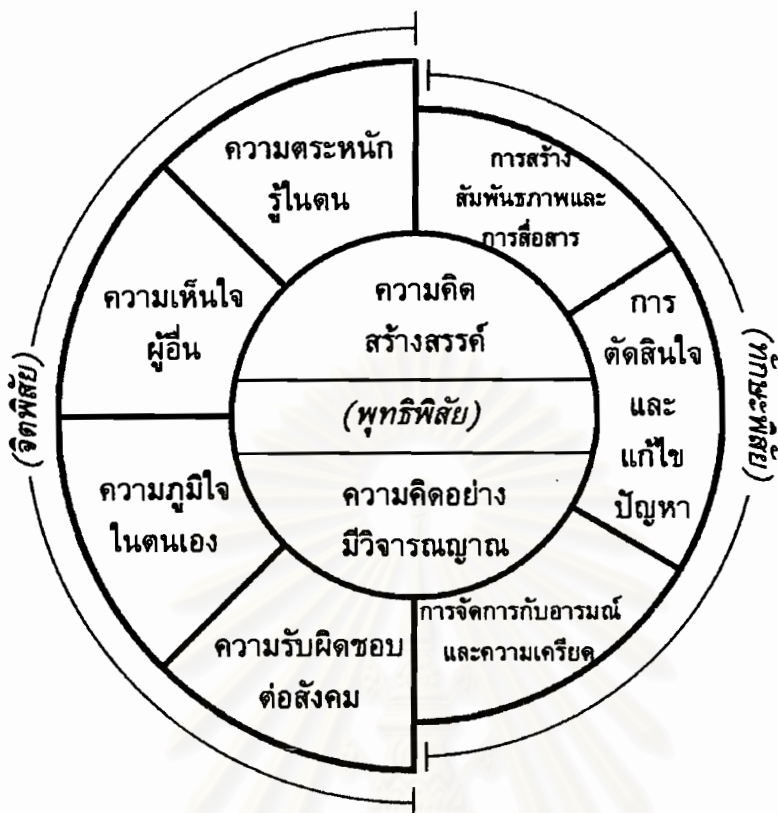 ความตระหนัก
รู้ในตน
การสร้าง
สัมพันธภาพและ
การสื่อสาร
ความเห็นใจ
ผู้อื่น
ความคิด
สร้างสรรค์
การ
ตัดสินใจ
และ
แก้ไข
ปัญหา
(จิตพิสัย)
(พุทธิพิสัย)
(ทักษะพิสัย)
ความภูมิใจ
ในตนเอง
ความคิดอย่าง
มีวิจารณญาณ
ความรับผิดชอบ
ต่อสังคม
การจัดการกับอารมณ์
และความเครียด